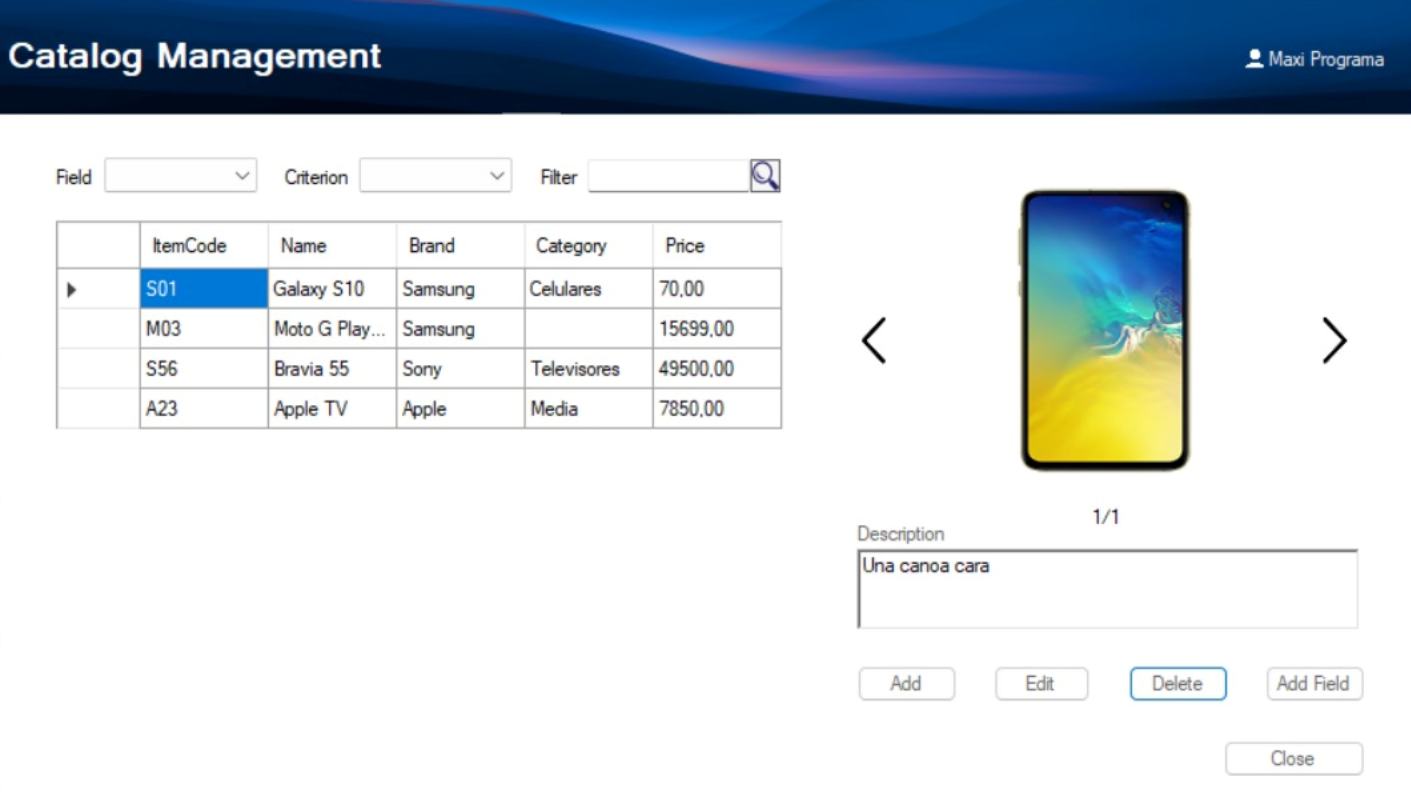 Catalog Management
Maxi Programa
Field Criterion Filter
ItemCode Name Brand Category Price
S01 Galaxy S10 Samsung Celulares 70,00
M03 Moto G Play... Samsung 15699,00
S56 Bravia 55 Sony Televisores 49500,00
A23 Apple TV Apple Media 7850,00
1/1
Description
Una canoa cara
Add Edit Delete Add Field
Close